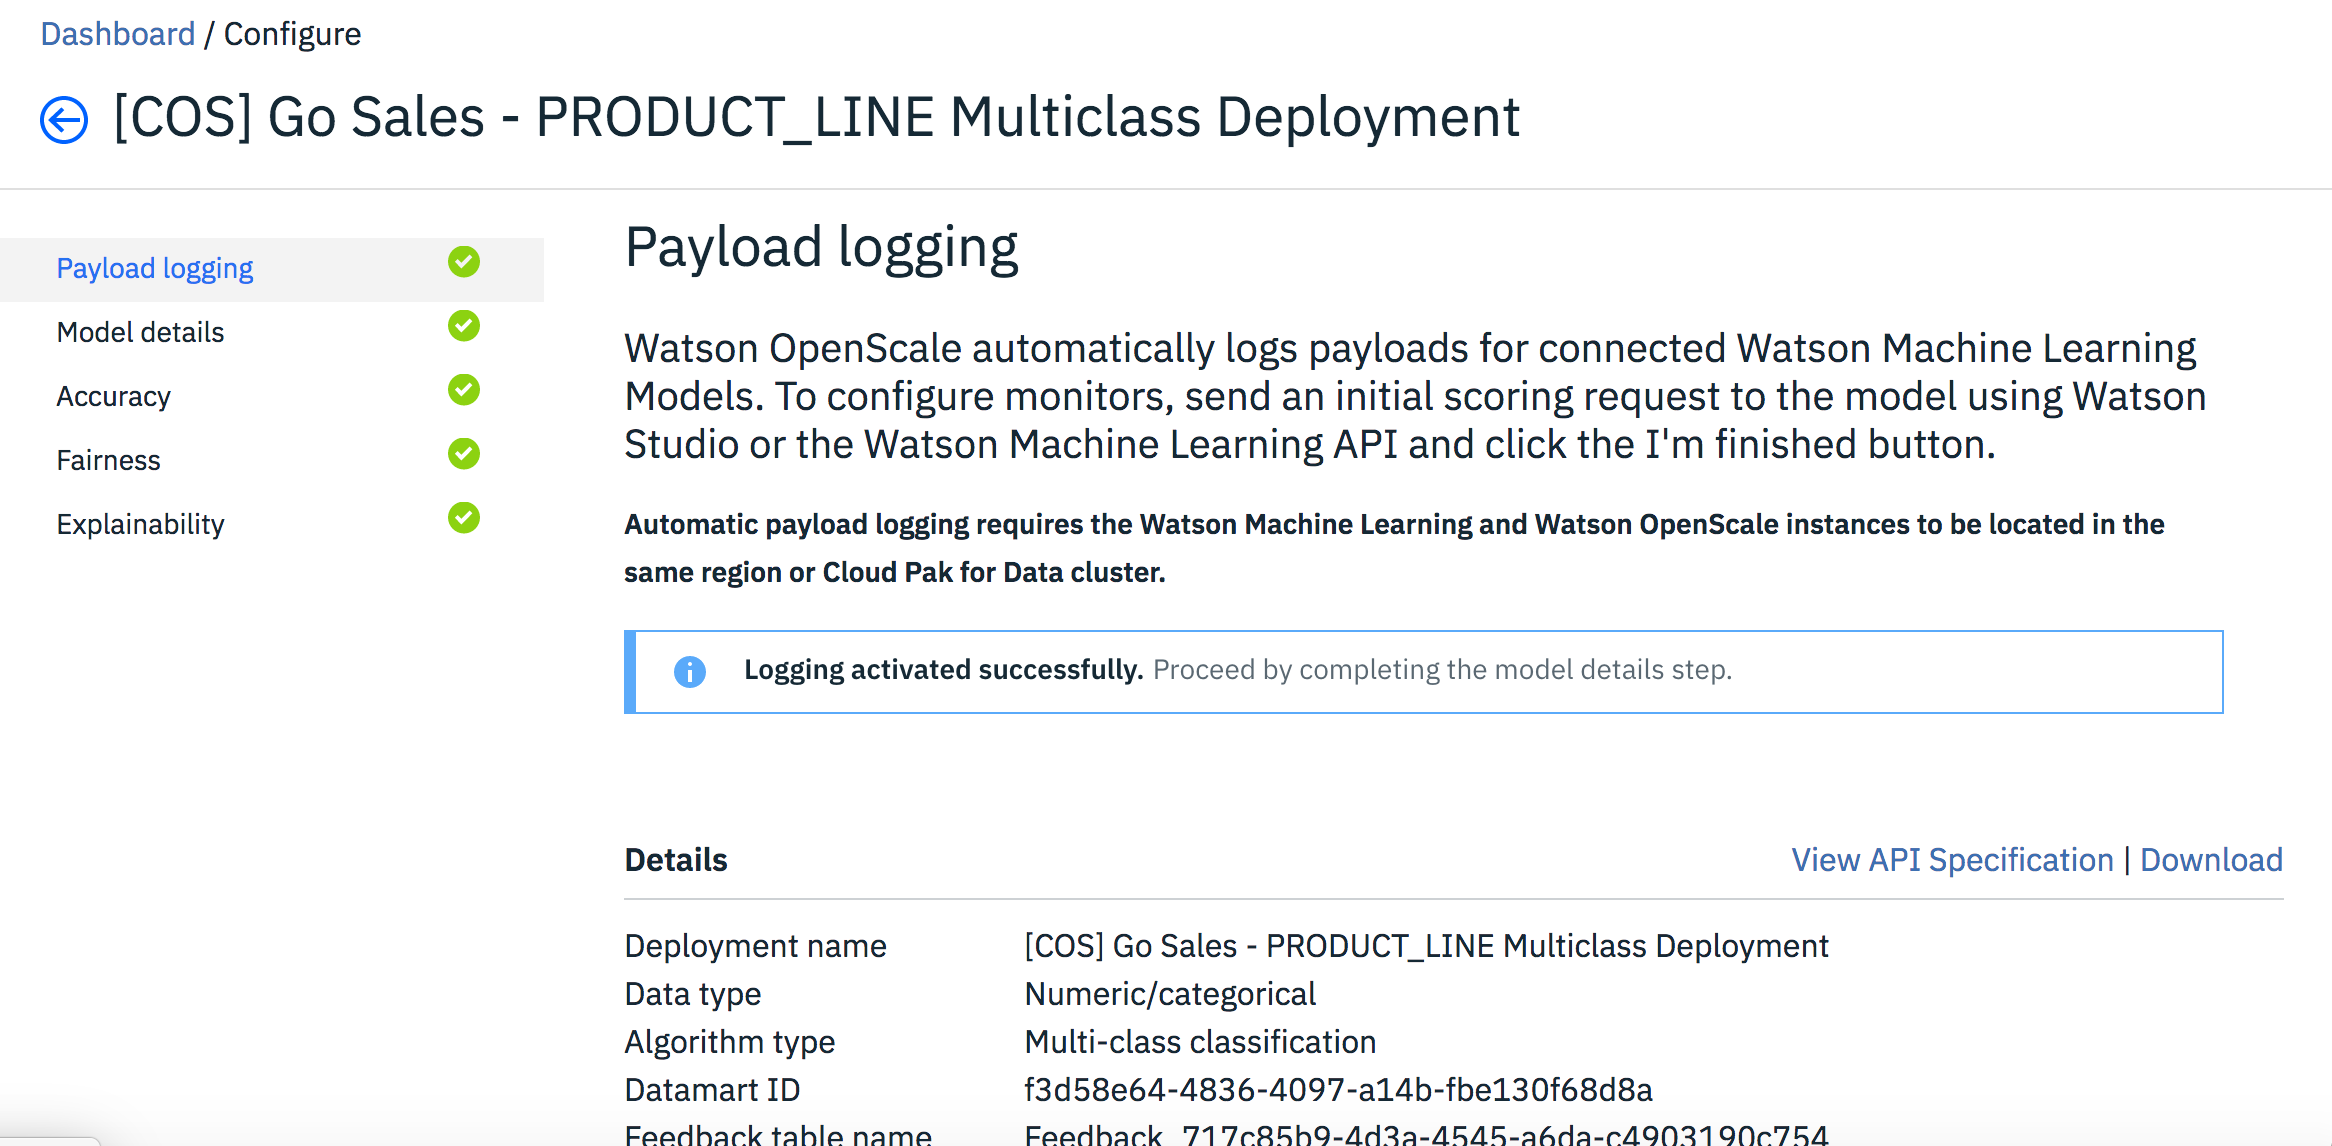 Dashboard / Configure
[COS] Go Sales - PRODUCT_LINE Multiclass Deployment
Payload logging
Model details
Accuracy
Fairness
Explainability
Payload logging
Watson OpenScale automatically logs payloads for connected Watson Machine Learning
Models. To configure monitors, send an initial scoring request to the model using Watson
Studio or the Watson Machine Learning API and click the I'm finished button.
Automatic payload logging requires the Watson Machine Learning and Watson OpenScale instances to be located in the
same region or Cloud Pak for Data cluster.
Logging activated successfully. Proceed by completing the model details step.
Details
View API Specification | Download
Deployment name [COS] Go Sales - PRODUCT_LINE Multiclass Deployment
Data type Numeric/categorical
Algorithm type Multi-class classification
Datamart ID f3d58e64-4836-4097-a14b-fbe130f68d8a
Feedback table name Feedback_717c85b9-4d3a-4545-a6da-c4903190c754